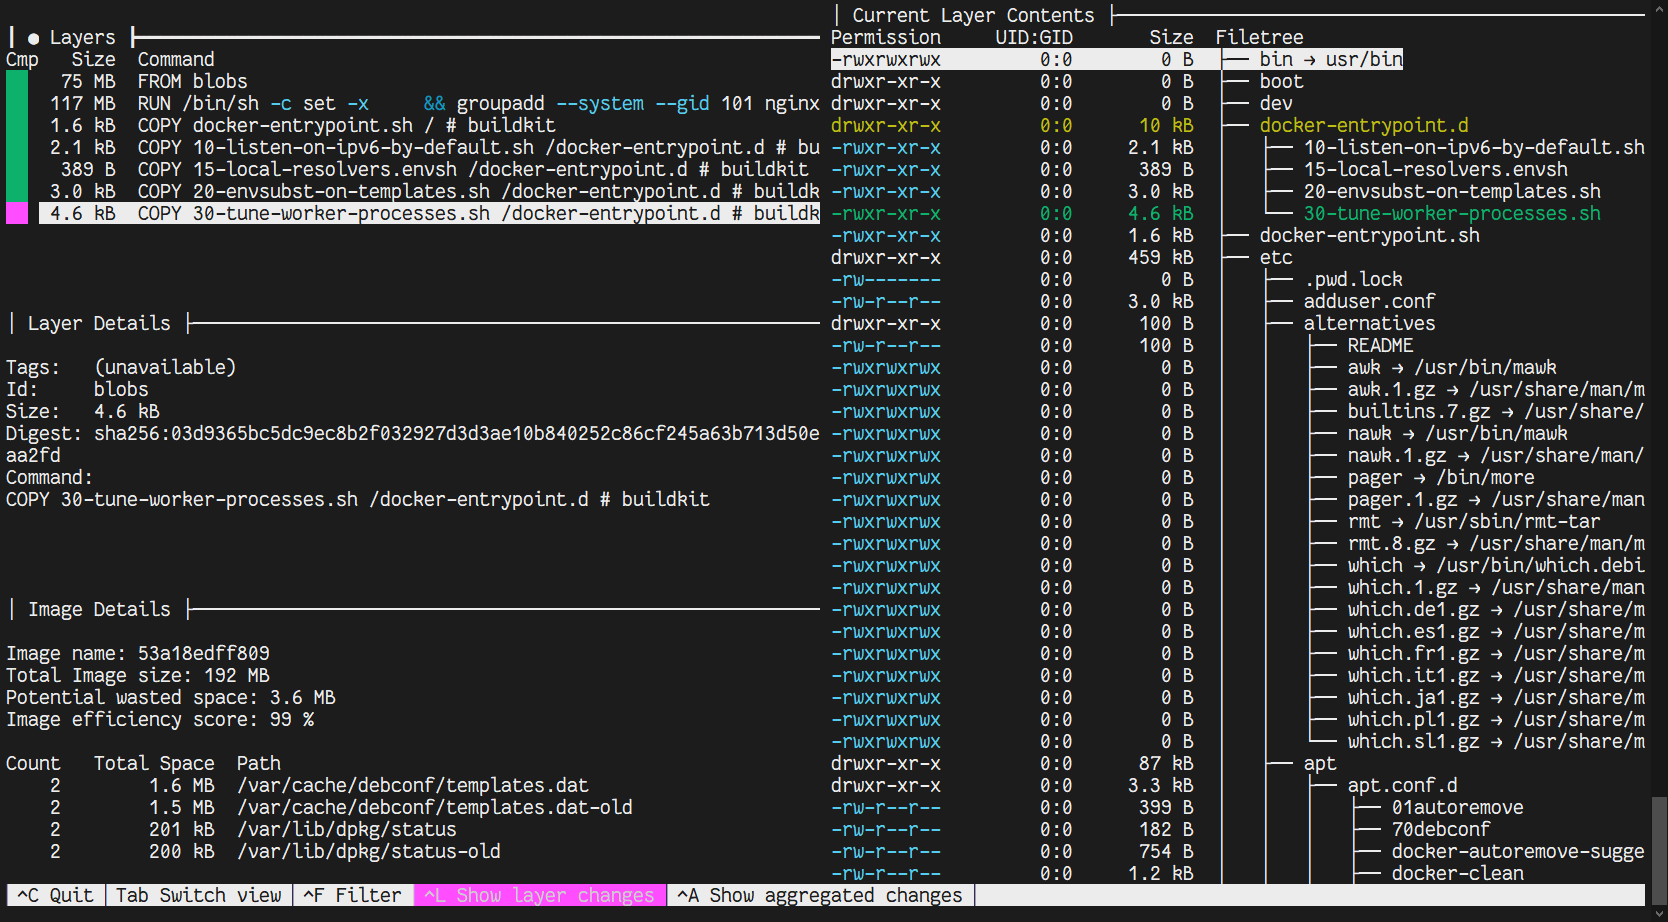 ● Layers
Cmp Size Command
75 MB FROM blobs
117 MB RUN /bin/sh -c set -x && groupadd --system --gid 101 nginx
1.6 kB COPY docker-entrypoint.sh / # buildkit
2.1 kB COPY 10-listen-on-ipv6-by-default.sh /docker-entrypoint.d # bu
389 B COPY 15-local-resolvers.envsh /docker-entrypoint.d # buildkit
3.0 kB COPY 20-envsubst-on-templates.sh /docker-entrypoint.d # buildk
4.6 kB COPY 30-tune-worker-processes.sh /docker-entrypoint.d # buildk
Layer Details
Tags: (unavailable)
Id: blobs
Size: 4.6 kB
Digest: sha256:03d9365bc5dc9ec8b2f032927d3d3ae10b840252c86cf245a63b713d50e
aa2fd
Command:
COPY 30-tune-worker-processes.sh /docker-entrypoint.d # buildkit
Image Details
Image name: 53a18edff809
Total Image size: 192 MB
Potential wasted space: 3.6 MB
Image efficiency score: 99 %
Count Total Space Path
2 1.6 MB /var/cache/debconf/templates.dat
2 1.5 MB /var/cache/debconf/templates.dat-old
2 201 kB /var/lib/dpkg/status
2 200 kB /var/lib/dpkg/status-old
Current Layer Contents
Permission UID:GID Size Filetree
-rwxrwxrwx 0:0 0 B ├── bin → usr/bin
drwxr-xr-x 0:0 0 B ├── boot
drwxr-xr-x 0:0 0 B ├── dev
drwxr-xr-x 0:0 10 kB ├── docker-entrypoint.d
-rwxr-xr-x 0:0 2.1 kB │ ├── 10-listen-on-ipv6-by-default.sh
-rwxr-xr-x 0:0 389 B │ ├── 15-local-resolvers.envsh
-rwxr-xr-x 0:0 3.0 kB │ ├── 20-envsubst-on-templates.sh
-rwxr-xr-x 0:0 4.6 kB │ └── 30-tune-worker-processes.sh
-rwxr-xr-x 0:0 1.6 kB ├── docker-entrypoint.sh
drwxr-xr-x 0:0 459 kB ├── etc
-rw------- 0:0 0 B │ ├── .pwd.lock
-rw-r--r-- 0:0 3.0 kB │ ├── adduser.conf
drwxr-xr-x 0:0 100 B │ ├── alternatives
-rw-r--r-- 0:0 100 B │ │ ├── README
-rwxrwxrwx 0:0 0 B │ │ ├── awk → /usr/bin/mawk
-rwxrwxrwx 0:0 0 B │ │ ├── awk.1.gz → /usr/share/man/m
-rwxrwxrwx 0:0 0 B │ │ ├── builtins.7.gz → /usr/share/
-rwxrwxrwx 0:0 0 B │ │ ├── nawk → /usr/bin/mawk
-rwxrwxrwx 0:0 0 B │ │ ├── nawk.1.gz → /usr/share/man/
-rwxrwxrwx 0:0 0 B │ │ ├── pager → /bin/more
-rwxrwxrwx 0:0 0 B │ │ ├── pager.1.gz → /usr/share/man
-rwxrwxrwx 0:0 0 B │ │ ├── rmt → /usr/sbin/rmt-tar
-rwxrwxrwx 0:0 0 B │ │ ├── rmt.8.gz → /usr/share/man/m
-rwxrwxrwx 0:0 0 B │ │ ├── which → /usr/bin/which.debi
-rwxrwxrwx 0:0 0 B │ │ ├── which.1.gz → /usr/share/man
-rwxrwxrwx 0:0 0 B │ │ ├── which.de1.gz → /usr/share/m
-rwxrwxrwx 0:0 0 B │ │ ├── which.es1.gz → /usr/share/m
-rwxrwxrwx 0:0 0 B │ │ ├── which.fr1.gz → /usr/share/m
-rwxrwxrwx 0:0 0 B │ │ ├── which.it1.gz → /usr/share/m
-rwxrwxrwx 0:0 0 B │ │ ├── which.ja1.gz → /usr/share/m
-rwxrwxrwx 0:0 0 B │ │ ├── which.pl1.gz → /usr/share/m
-rwxrwxrwx 0:0 0 B │ │ └── which.sl1.gz → /usr/share/m
drwxr-xr-x 0:0 87 kB │ ├── apt
drwxr-xr-x 0:0 3.3 kB │ │ ├── apt.conf.d
-rw-r--r-- 0:0 399 B │ │ │ ├── 01autoremove
-rw-r--r-- 0:0 182 B │ │ │ ├── 70debconf
-rw-r--r-- 0:0 754 B │ │ │ ├── docker-autoremove-sugge
-rw-r--r-- 0:0 1.2 kB │ │ │ ├── docker-clean
^C Quit Tab Switch view ^F Filter ^L Show layer changes ^A Show aggregated changes